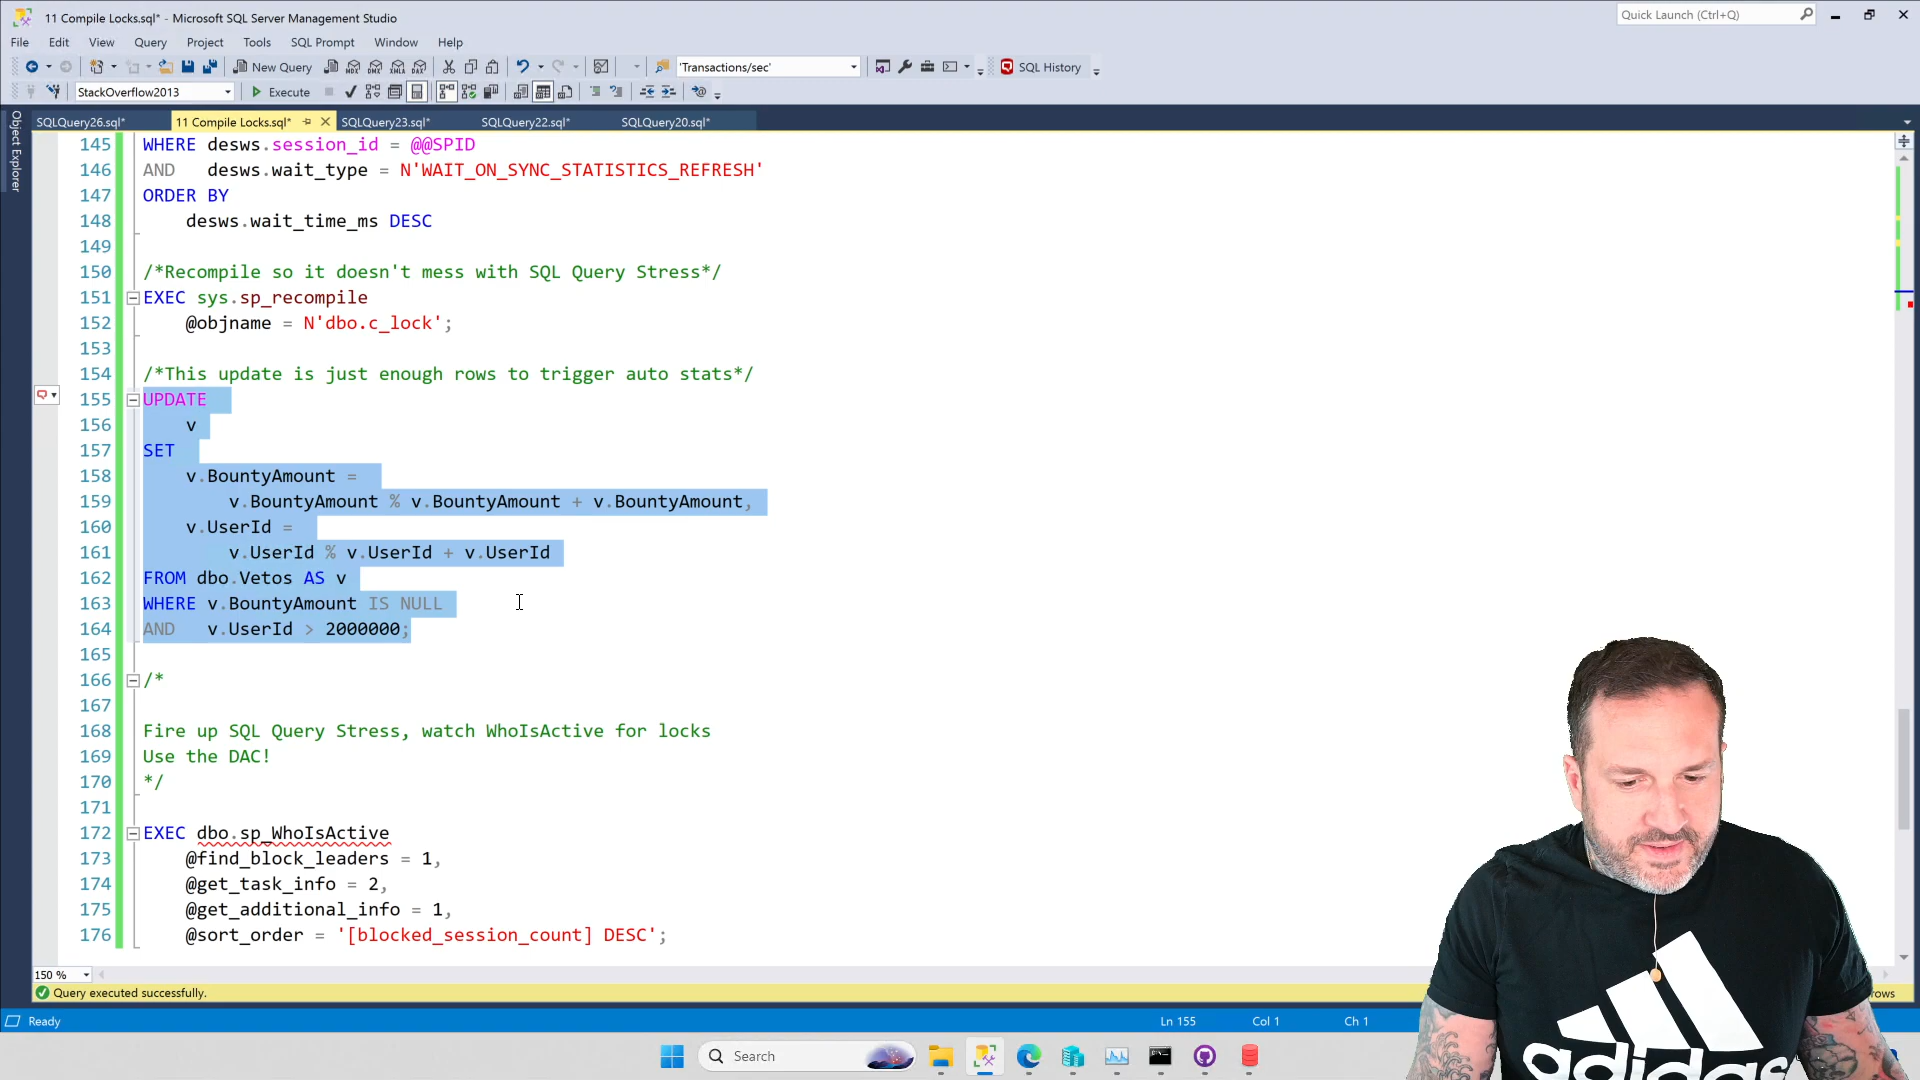 11 Compile Locks.sql* - Microsoft SQL Server Management Studio
Quick Launch (Ctrl+Q)
File Edit View Query Project Tools SQL Prompt Window Help
New Query MDX DMX XMLA DAX 'Transactions/sec' SQL History
StackOverflow2013 Execute
SQLQuery26.sql* 11 Compile Locks.sql* SQLQuery23.sql* SQLQuery22.sql* SQLQuery20.sql*
Object Explorer
145 WHERE desws.session_id = @@SPID
146 AND desws.wait_type = N'WAIT_ON_SYNC_STATISTICS_REFRESH'
147 ORDER BY
148 desws.wait_time_ms DESC
149
150 /*Recompile so it doesn't mess with SQL Query Stress*/
151 EXEC sys.sp_recompile
152 @objname = N'dbo.c_lock';
153
154 /*This update is just enough rows to trigger auto stats*/
155 UPDATE
156 v
157 SET
158 v.BountyAmount =
159 v.BountyAmount % v.BountyAmount + v.BountyAmount,
160 v.UserId =
161 v.UserId % v.UserId + v.UserId
162 FROM dbo.Vetos AS v
163 WHERE v.BountyAmount IS NULL
164 AND v.UserId > 2000000;
165
166 /*
167
168 Fire up SQL Query Stress, watch WhoIsActive for locks
169 Use the DAC!
170 */
171
172 EXEC dbo.sp_WhoIsActive
173 @find_block_leaders = 1,
174 @get_task_info = 2,
175 @get_additional_info = 1,
176 @sort_order = '[blocked_session_count] DESC';
150 %
Query executed successfully. rows
Ready Ln 155 Col 1 Ch 1
Search
adidas